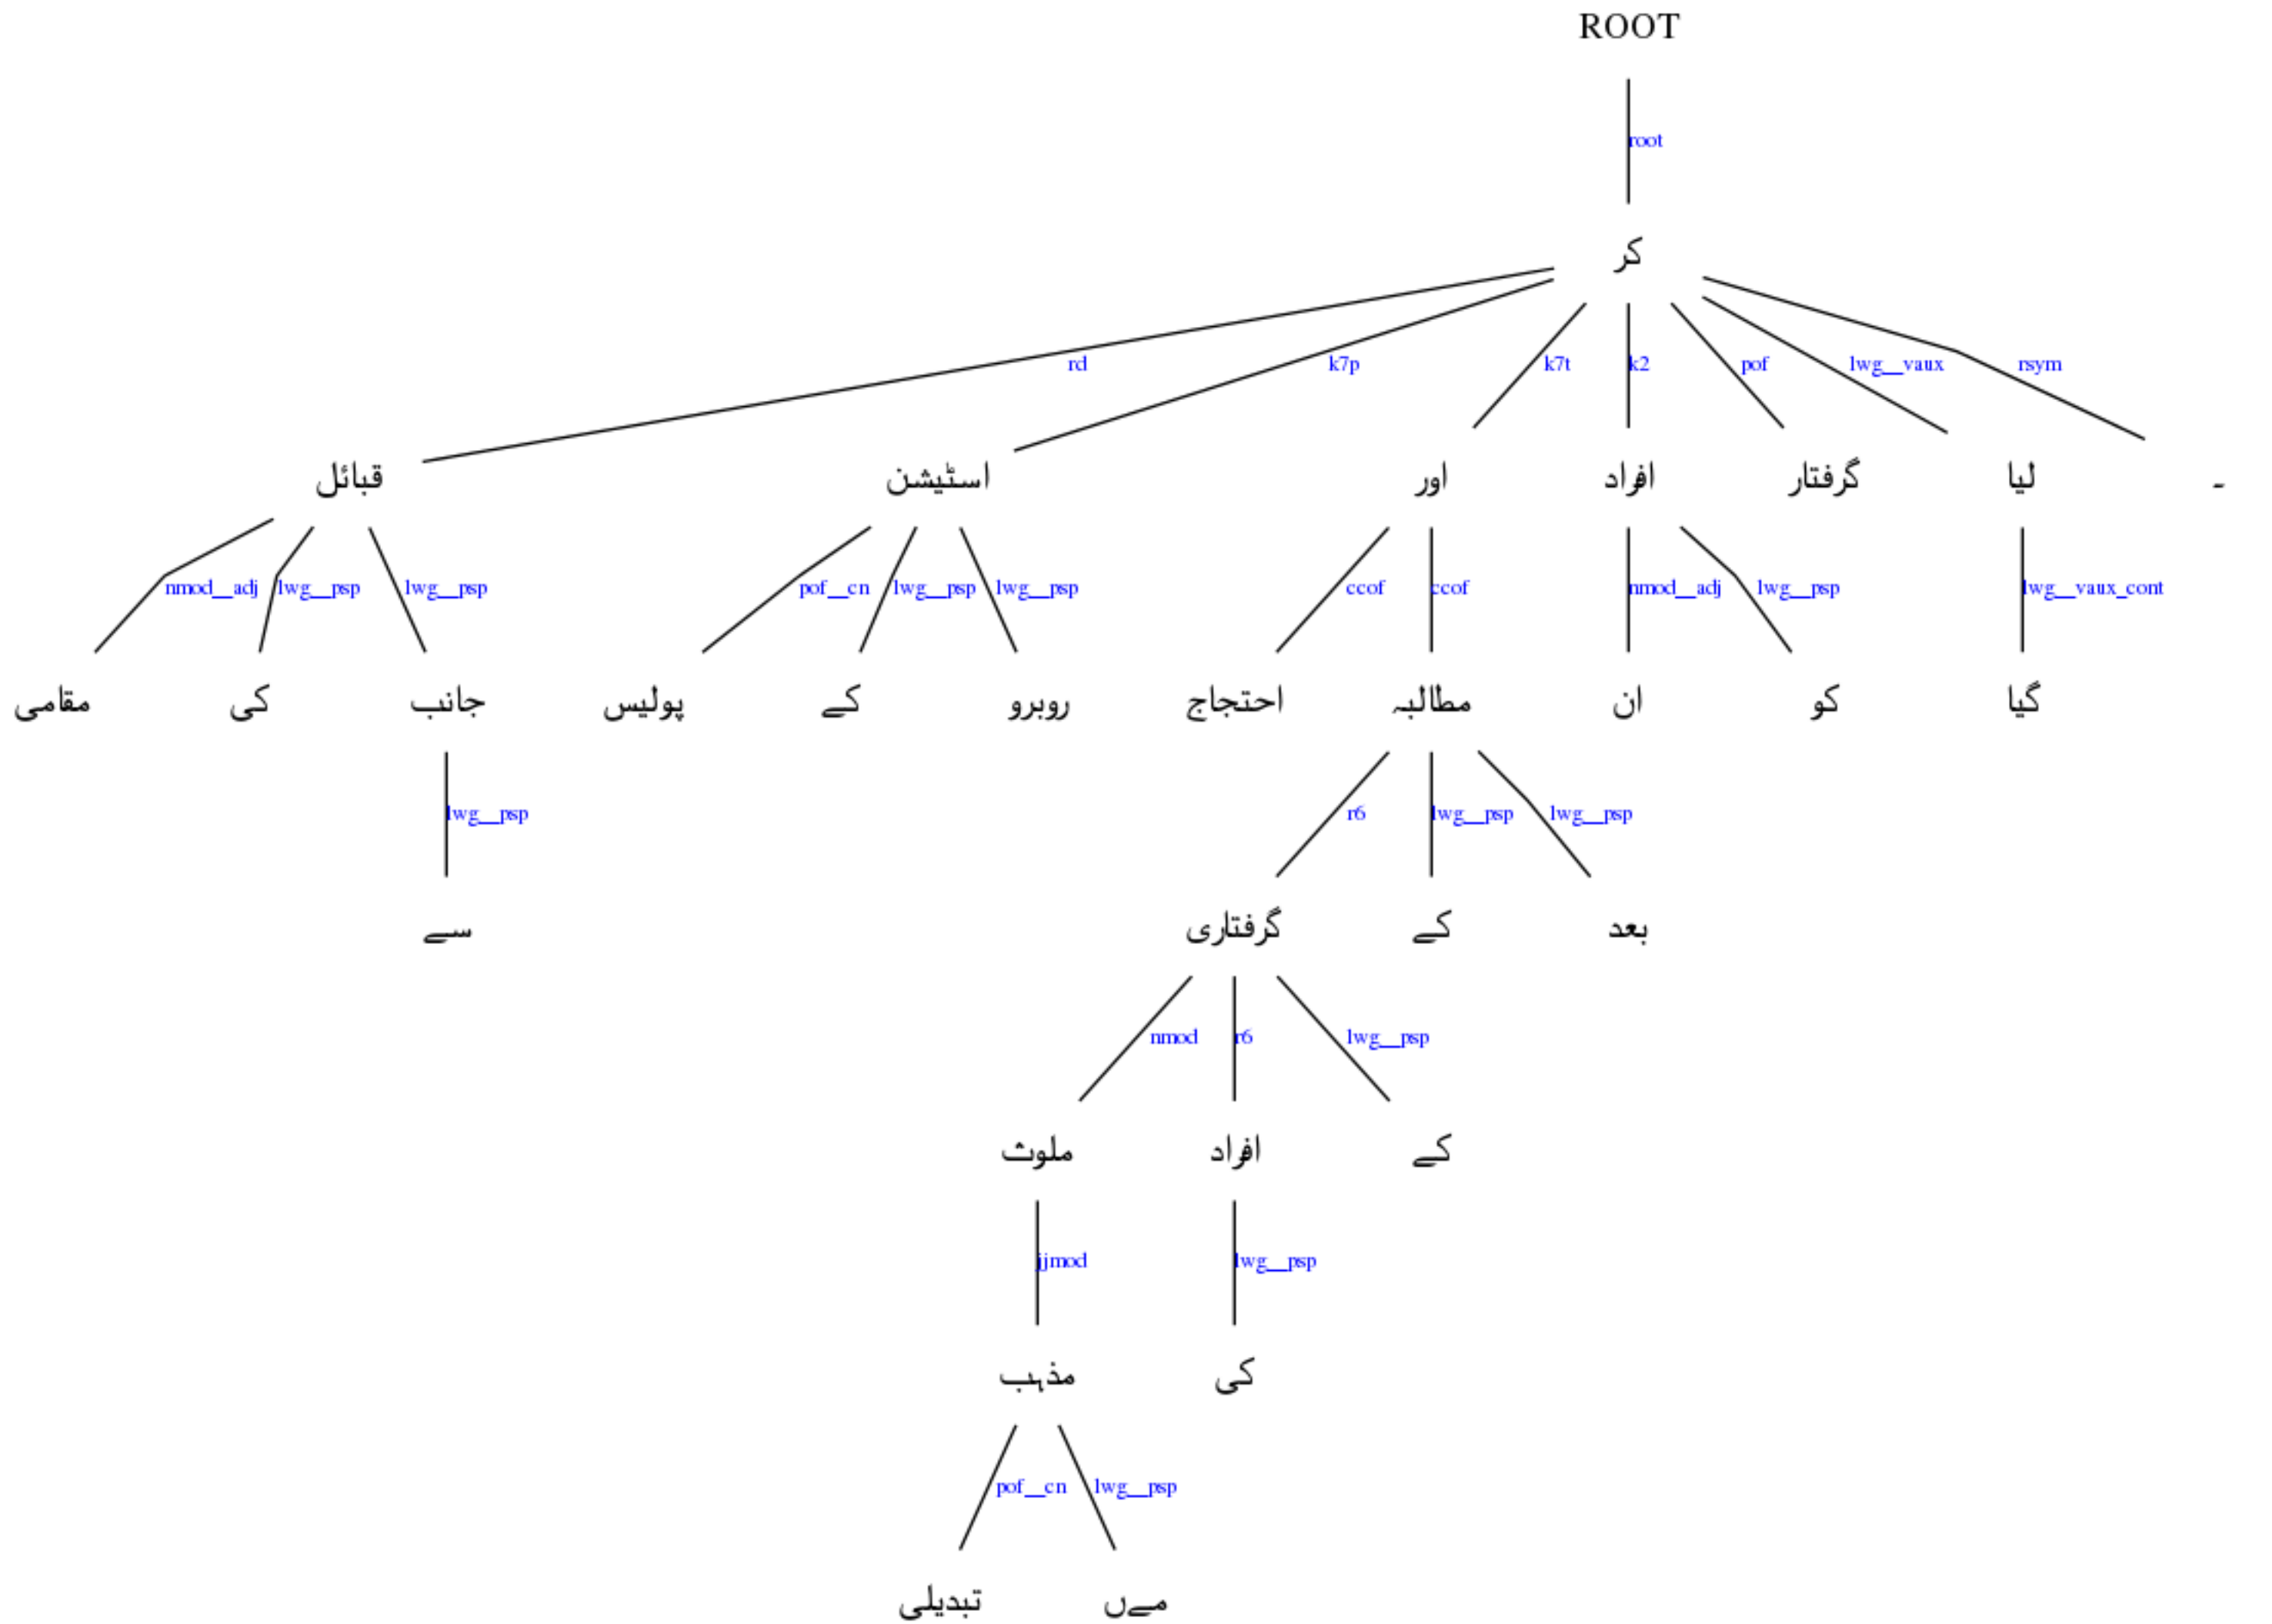 ROOT
root
کر
rd k7p k7t k2 pof lwg__vaux rsym
قبائل اسٹیشن اور افراد گرفتار لیا ۔
nmod__adj lwg__psp lwg__psp pof__cn lwg__psp lwg__psp ccof ccof nmod__adj lwg__psp lwg__vaux_cont
مقامی کی جانب پولیس کے روبرو احتجاج مطالبہ ان کو گیا
lwg__psp r6 lwg__psp lwg__psp
سے گرفتاری کے بعد
nmod r6 lwg__psp
ملوث افراد کے
jjmod lwg__psp
مذہب کی
pof__cn lwg__psp
تبدیلی مےں